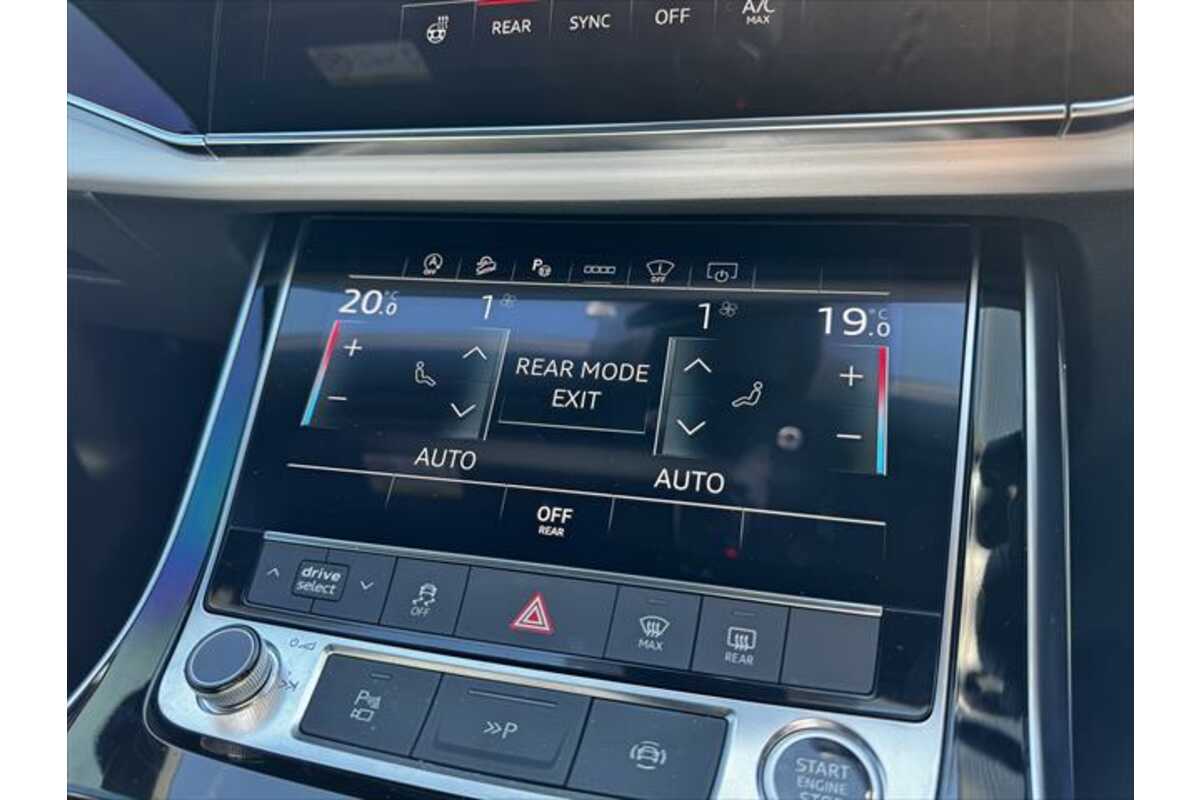 REAR
SYNC
OFF
A/C
MAX
OFF
P
OFF
20.0 °C
1
1
19.0 °C
REAR MODE
EXIT
AUTO
AUTO
OFF
REAR
drive
select
OFF
MAX
REAR
P
P
START
ENGINE
STOP